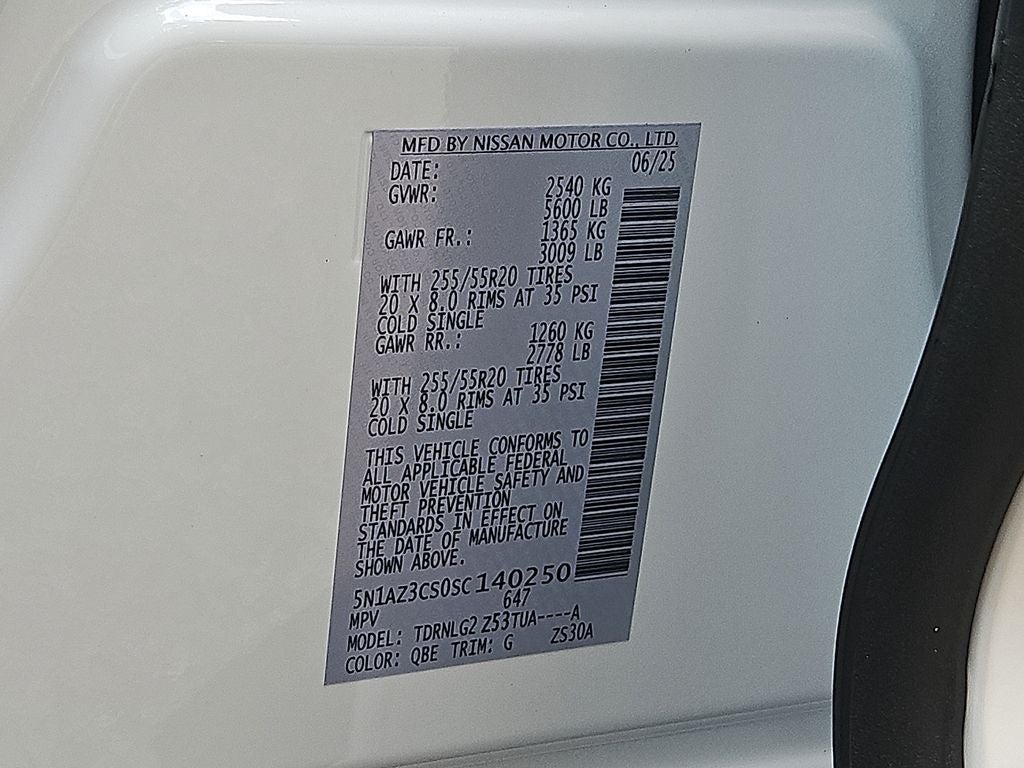 MFD BY NISSAN MOTOR CO., LTD.
DATE: 06/25
GVWR: 2540 KG
5600 LB
GAWR FR.: 1365 KG
3009 LB
WITH 255/55R20 TIRES
20 X 8.0 RIMS AT 35 PSI
COLD SINGLE
GAWR RR.: 1260 KG
2778 LB
WITH 255/55R20 TIRES
20 X 8.0 RIMS AT 35 PSI
COLD SINGLE
THIS VEHICLE CONFORMS TO
ALL APPLICABLE FEDERAL
MOTOR VEHICLE SAFETY AND
THEFT PREVENTION
STANDARDS IN EFFECT ON
THE DATE OF MANUFACTURE
SHOWN ABOVE.
5N1AZ3CS0SC140250
MPV 647
MODEL: TDRNLG2 Z53TUA----A
COLOR: QBE TRIM: G ZS30A